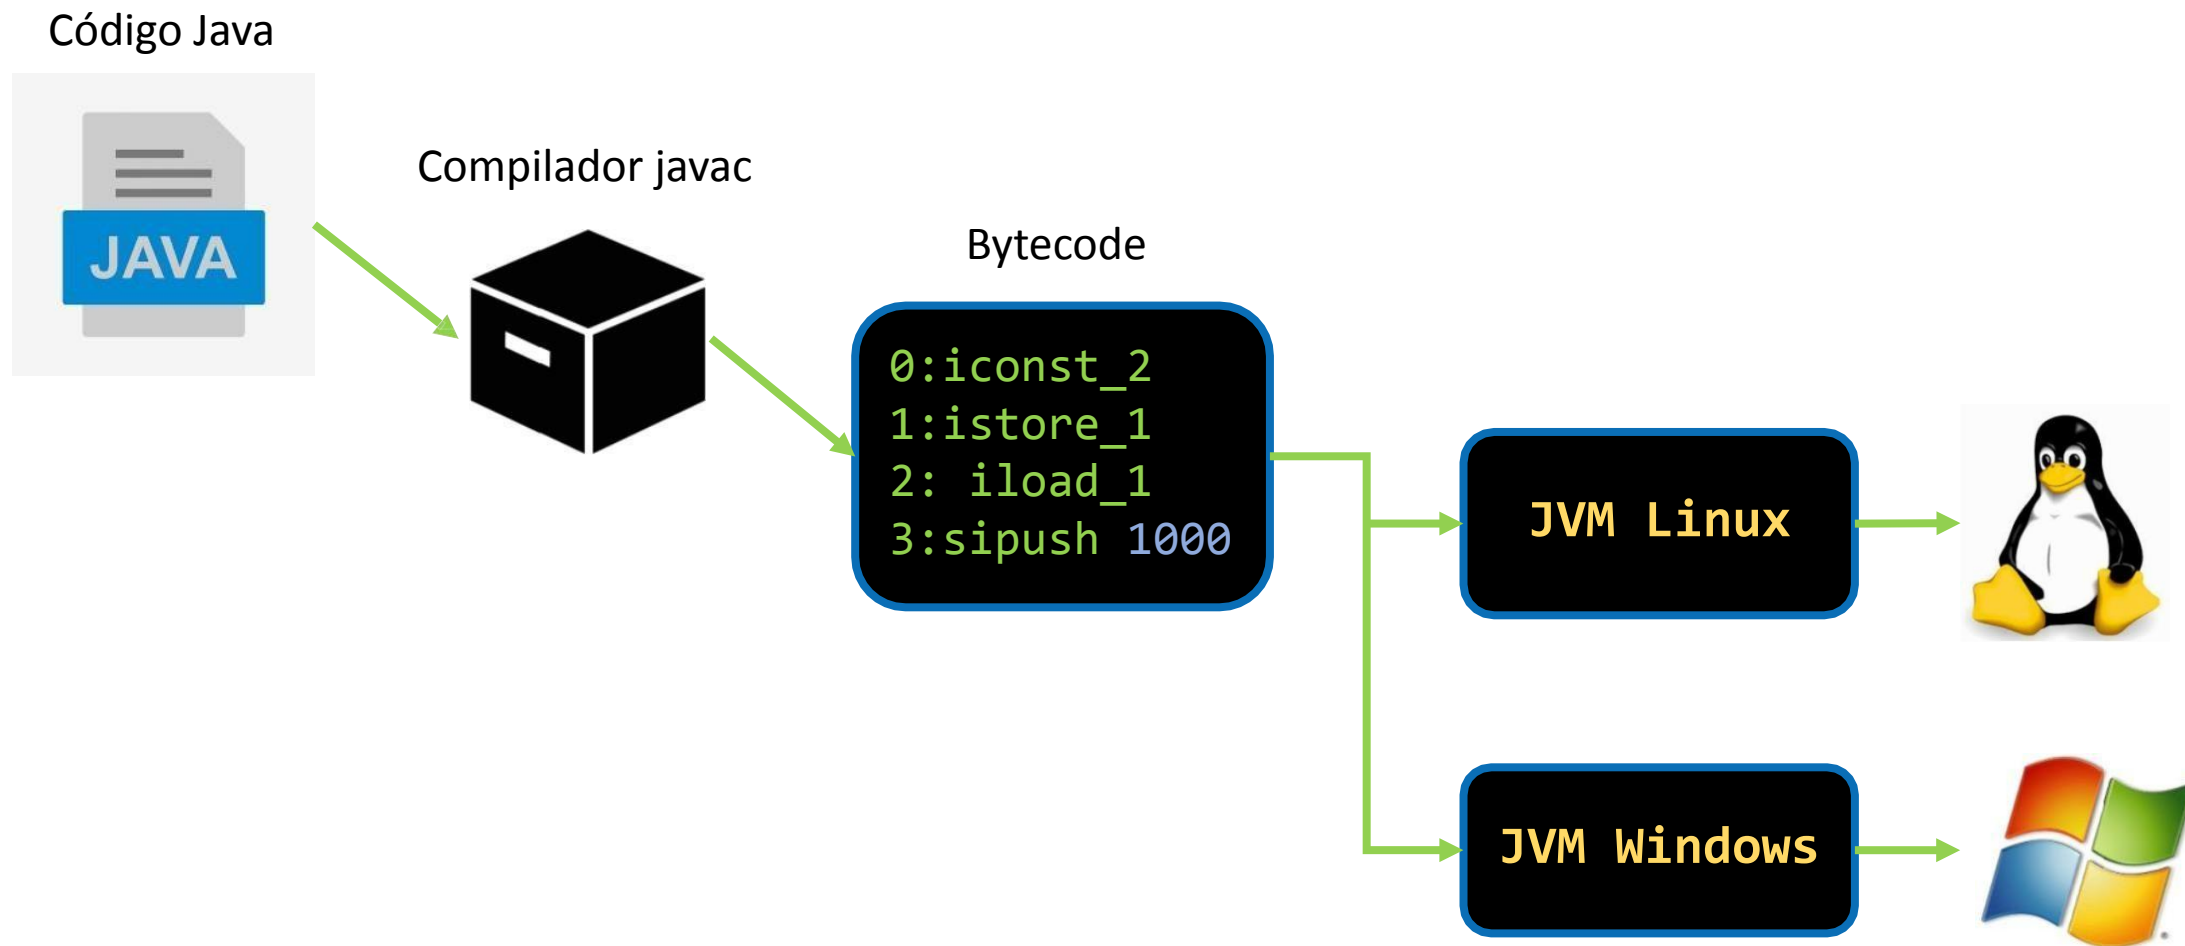 Código Java
JAVA
Compilador javac
Bytecode
0:iconst_2
1:istore_1
2: iload_1
3:sipush 1000
JVM Linux
JVM Windows